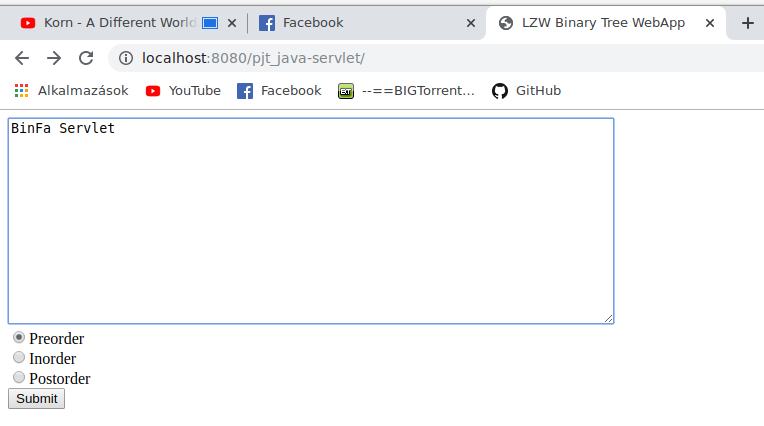 Korn - A Different World
Facebook
LZW Binary Tree WebApp
localhost:8080/pjt_java-servlet/
Alkalmazások
YouTube
Facebook
EXT
--==BIGTorrent...
GitHub
BinFa Servlet
Preorder
Inorder
Postorder
Submit